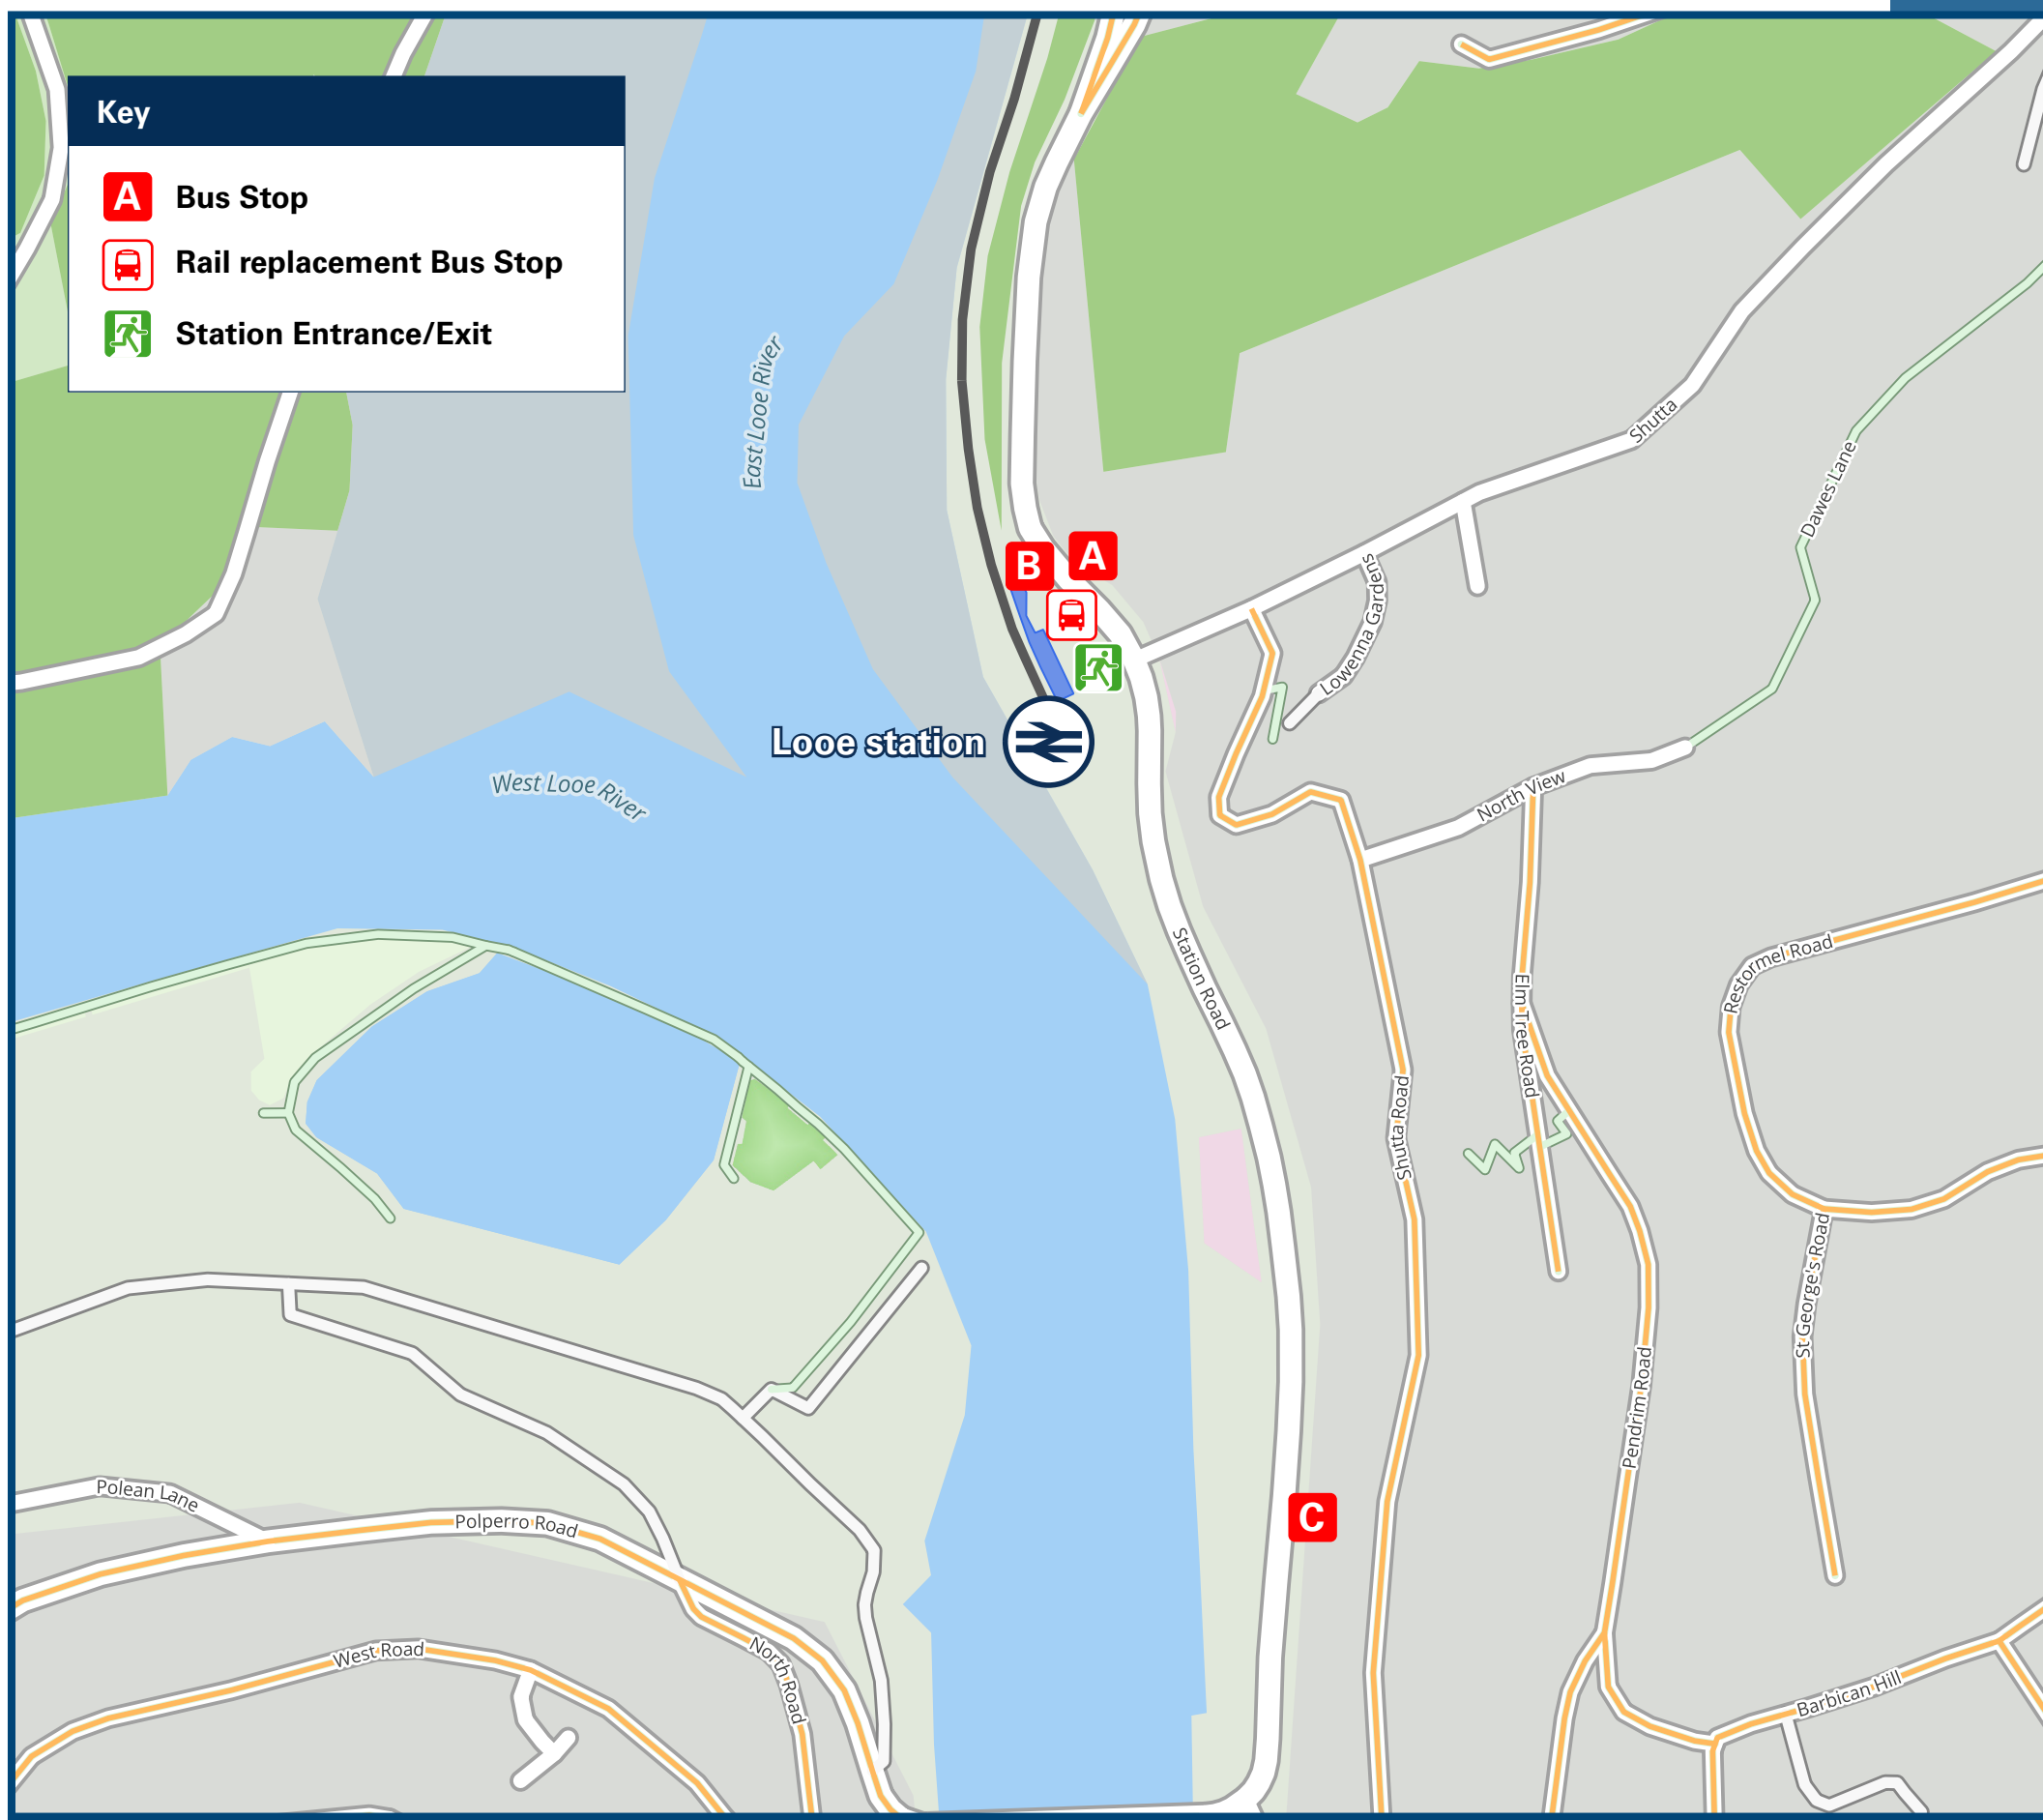 Key
A Bus Stop
Rail replacement Bus Stop
Station Entrance/Exit
East Looe River
Shutta
Dawes Lane
A
B
Lowenna Gardens
Looe station
West Looe River
North View
Station Road
Restormel Road
Elm Tree Road
Shutta Road
St George's Road
Pendrim Road
Polean Lane
Polperro Road
C
West Road
North Road
Barbican Hill